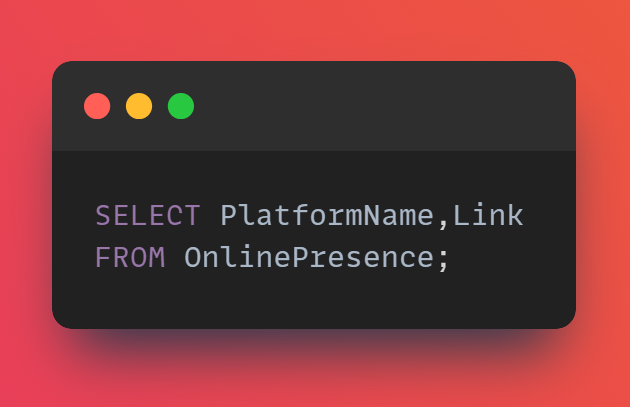 SELECT PlatformName,Link
FROM OnlinePresence;